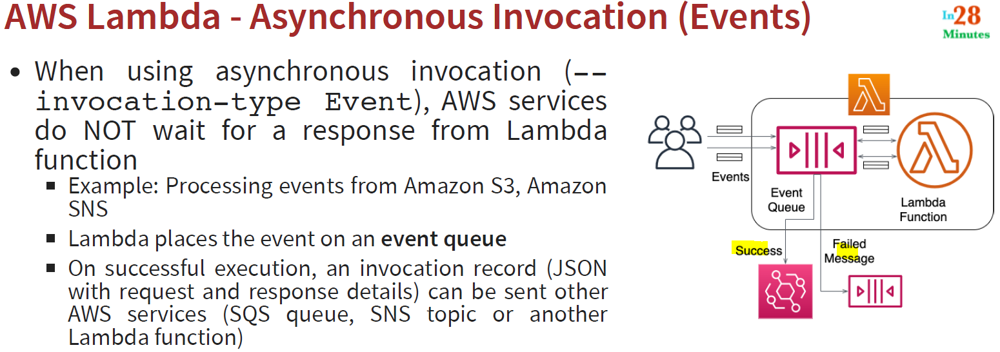 AWS Lambda - Asynchronous Invocation (Events)
In28
Minutes
When using asynchronous invocation (--
invocation-type Event), AWS services
do NOT wait for a response from Lambda
function
Example: Processing events from Amazon S3, Amazon
SNS
Lambda places the event on an event queue
On successful execution, an invocation record (JSON
with request and response details) can be sent other
AWS services (SQS queue, SNS topic or another
Lambda function)
Events
Event
Queue
Lambda
Function
Success
Failed
Message